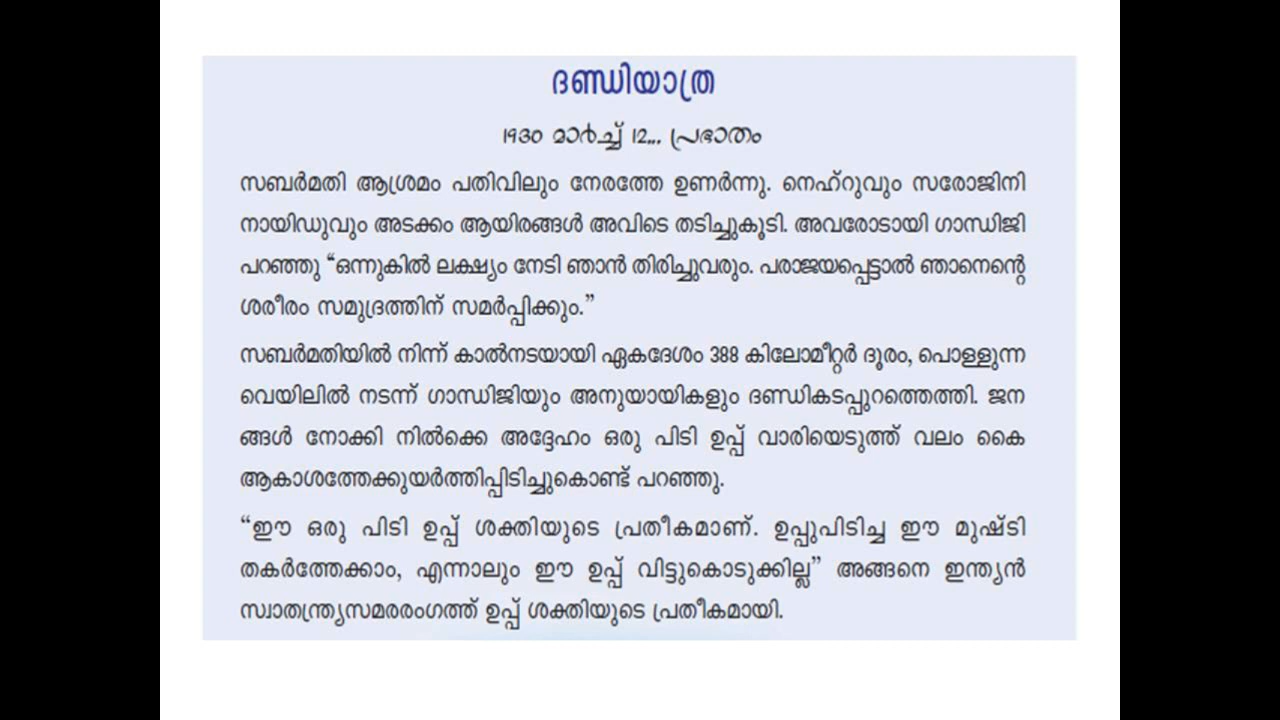 ദണ്ഡിയാത്ര
1930 മാർച്ച് 12... പ്രഭാതം
സബർമതി ആശ്രമം പതിവിലും നേരത്തേ ഉണർന്നു. നെഹ്റുവും സരോജിനി
നായിഡുവും അടക്കം ആയിരങ്ങൾ അവിടെ തടിച്ചുകൂടി. അവരോടായി ഗാന്ധിജി
പറഞ്ഞു “ഒന്നുകിൽ ലക്ഷ്യം നേടി ഞാൻ തിരിച്ചുവരും. പരാജയപ്പെട്ടാൽ ഞാനെന്റെ
ശരീരം സമുദ്രത്തിന് സമർപ്പിക്കും.”
സബർമതിയിൽ നിന്ന് കാൽനടയായി ഏകദേശം 388 കിലോമീറ്റർ ദൂരം, പൊള്ളുന്ന
വെയിലിൽ നടന്ന് ഗാന്ധിജിയും അനുയായികളും ദണ്ഡികടപ്പുറത്തെത്തി. ജന
ങ്ങൾ നോക്കി നിൽക്കെ അദ്ദേഹം ഒരു പിടി ഉപ്പ് വാരിയെടുത്ത് വലം കൈ
ആകാശത്തേക്കുയർത്തിപ്പിടിച്ചുകൊണ്ട് പറഞ്ഞു.
“ഈ ഒരു പിടി ഉപ്പ് ശക്തിയുടെ പ്രതീകമാണ്. ഉപ്പുപിടിച്ച ഈ മുഷ്ടി
തകർത്തേക്കാം, എന്നാലും ഈ ഉപ്പ് വിട്ടുകൊടുക്കില്ല” അങ്ങനെ ഇന്ത്യൻ
സ്വാതന്ത്ര്യസമരരംഗത്ത് ഉപ്പ് ശക്തിയുടെ പ്രതീകമായി.